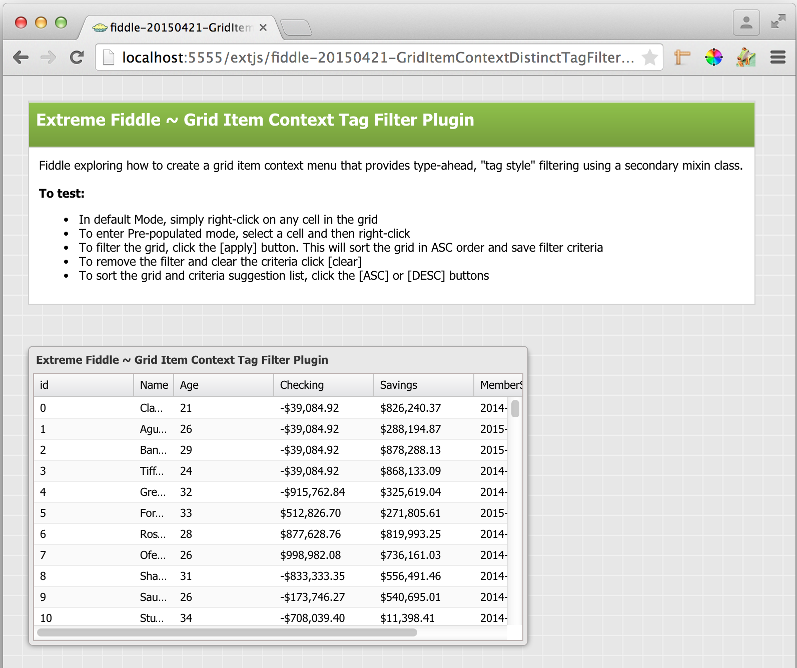 fiddle-20150421-GridItem
localhost:5555/extjs/fiddle-20150421-GridItemContextDistinctTagFilter...
Extreme Fiddle ~ Grid Item Context Tag Filter Plugin
Fiddle exploring how to create a grid item context menu that provides type-ahead, "tag style" filtering using a secondary mixin class.
To test:
• In default Mode, simply right-click on any cell in the grid
• To enter Pre-populated mode, select a cell and then right-click
• To filter the grid, click the [apply] button. This will sort the grid in ASC order and save filter criteria
• To remove the filter and clear the criteria click [clear]
• To sort the grid and criteria suggestion list, click the [ASC] or [DESC] buttons
Extreme Fiddle ~ Grid Item Context Tag Filter Plugin
id Name Age Checking Savings MemberS
0 Cla... 21 -$39,084.92 $826,240.37 2014-
1 Agu... 26 -$39,084.92 $288,194.87 2015-
2 Ban... 29 -$39,084.92 $878,288.13 2015-
3 Tiff... 24 -$39,084.92 $868,133.09 2014-
4 Gre... 32 -$915,762.84 $325,619.04 2014-
5 For... 33 $512,826.70 $271,805.61 2015-
6 Ros... 28 $877,628.76 $819,993.25 2014-
7 Ofe... 26 $998,982.08 $736,161.03 2014-
8 Sha... 31 -$833,333.35 $556,491.46 2014-
9 Sau... 26 -$173,746.27 $540,695.01 2014-
10 Stu... 34 -$708,039.40 $11,398.41 2014-